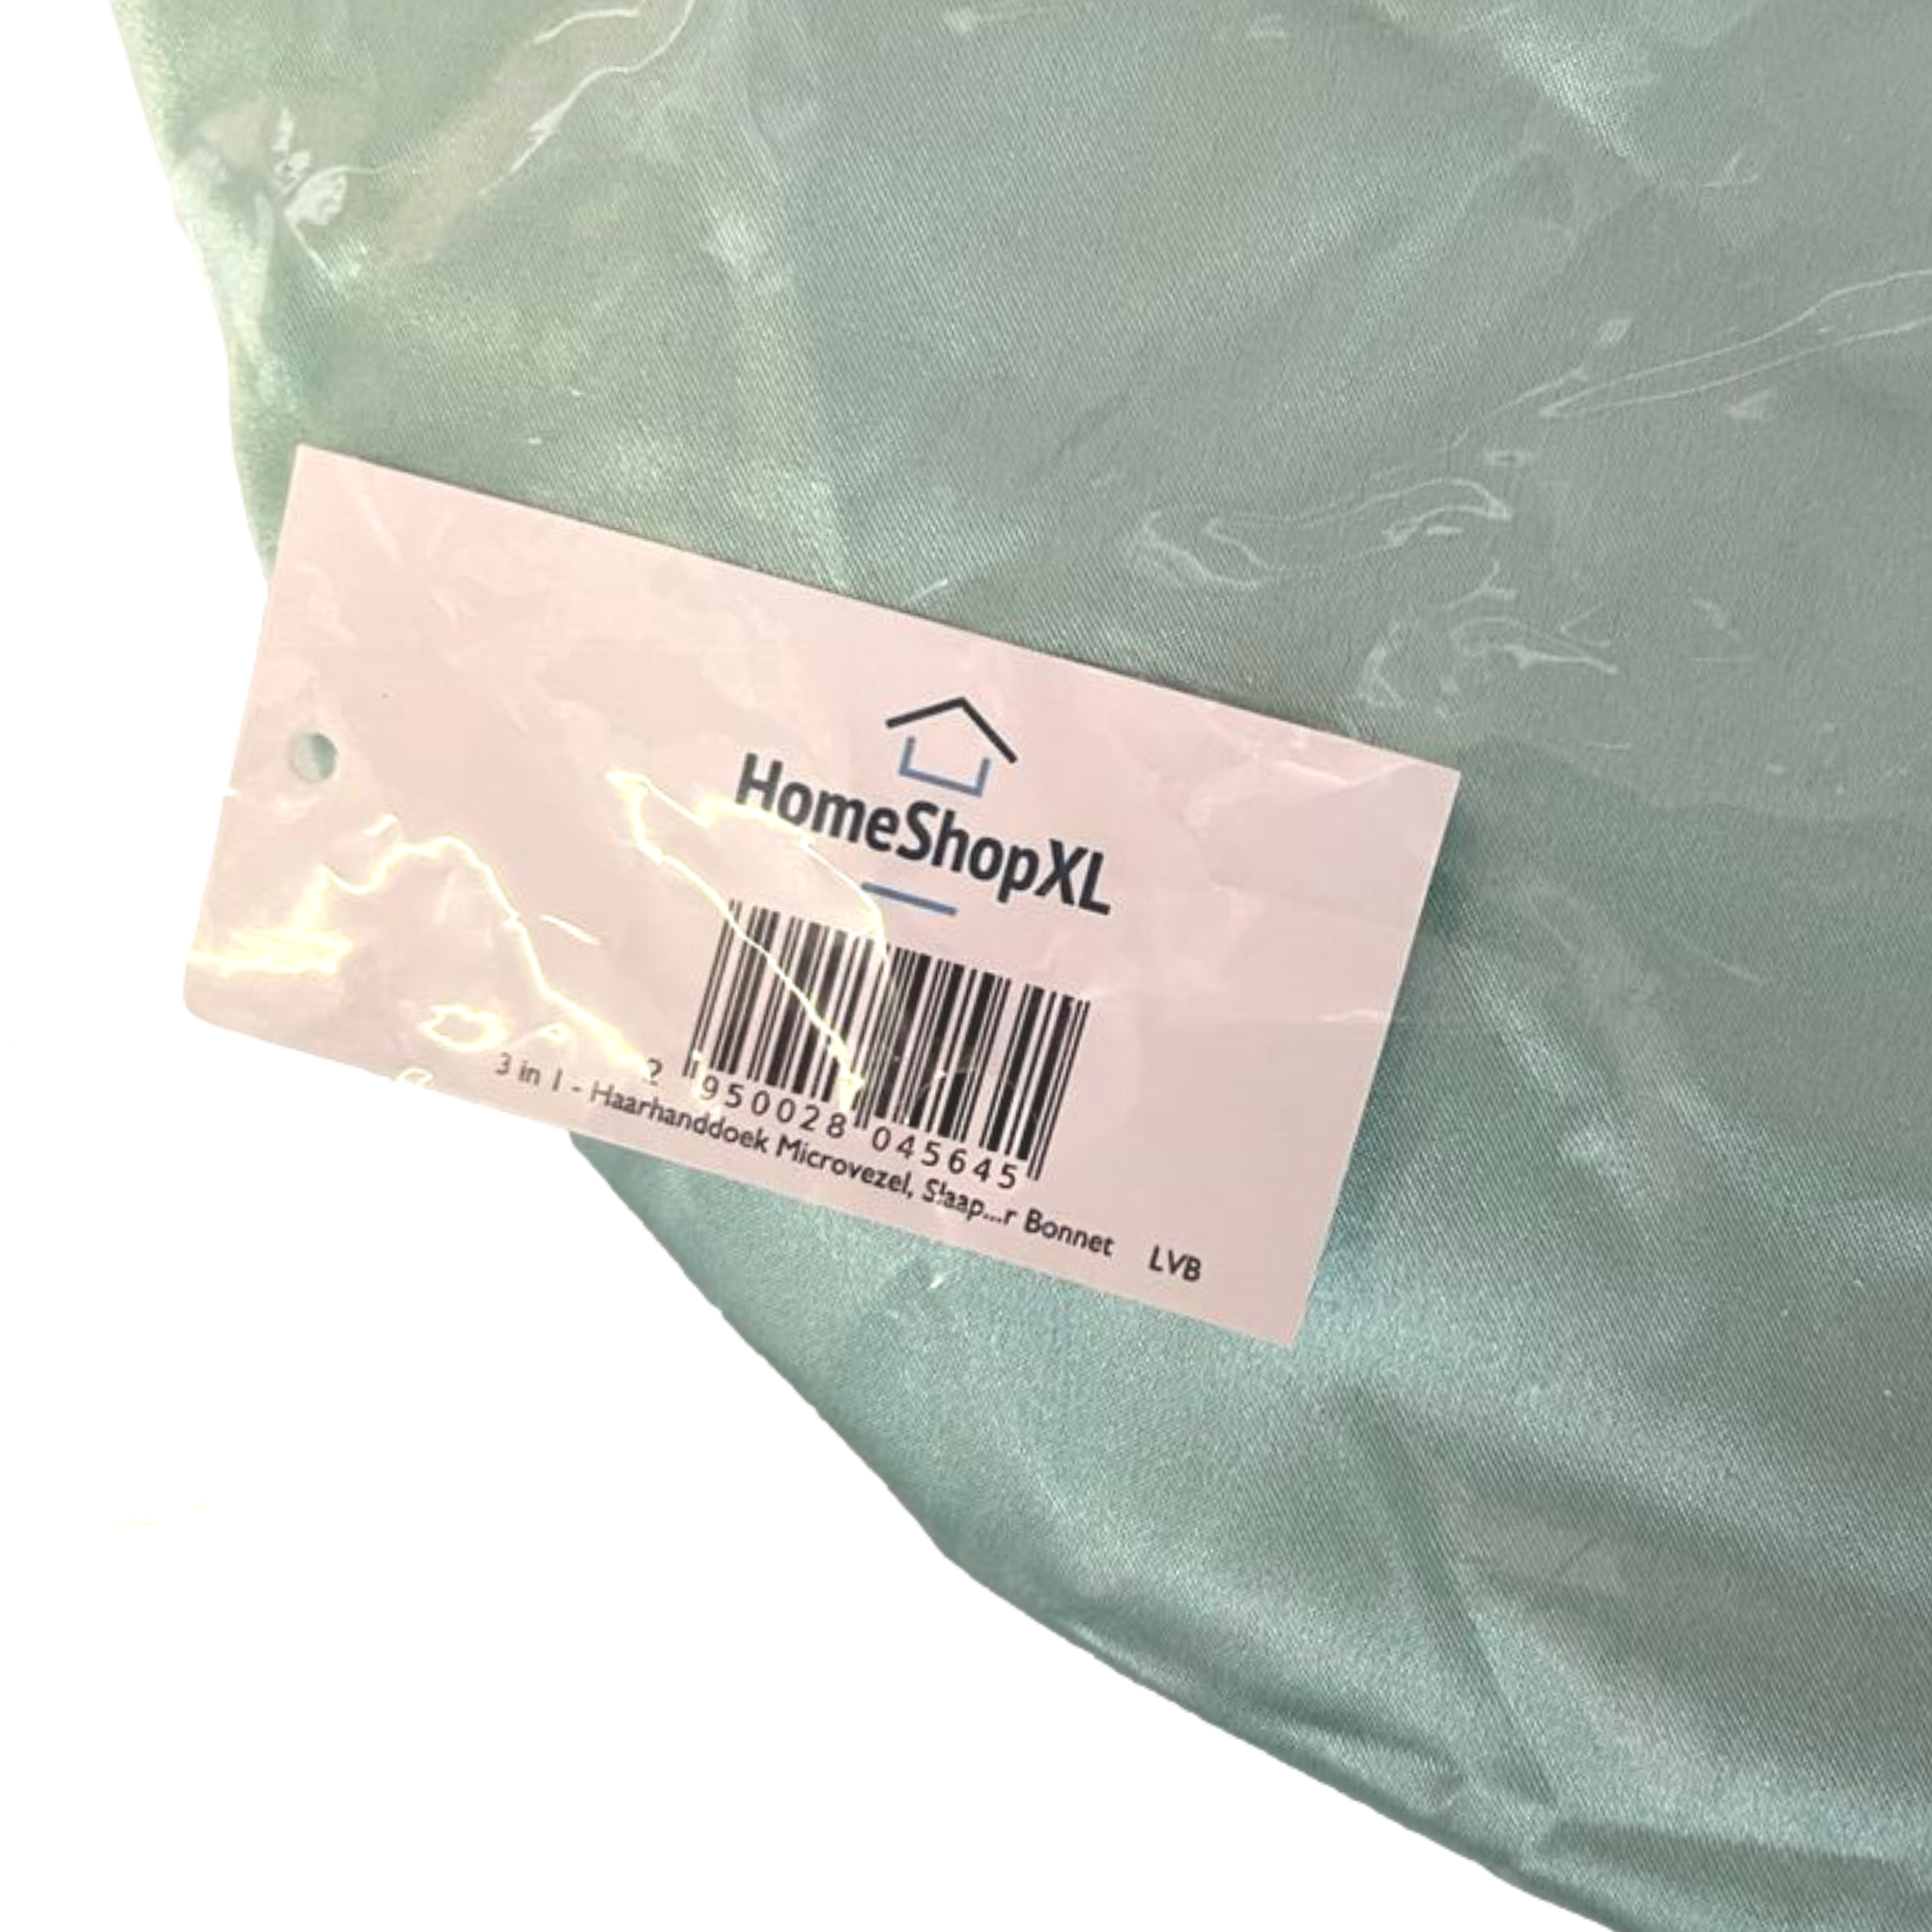 HomeShopXL
2 950028 045645
3 in 1 - Haarhanddoek Microvezel, Slaap...r Bonnet LVB